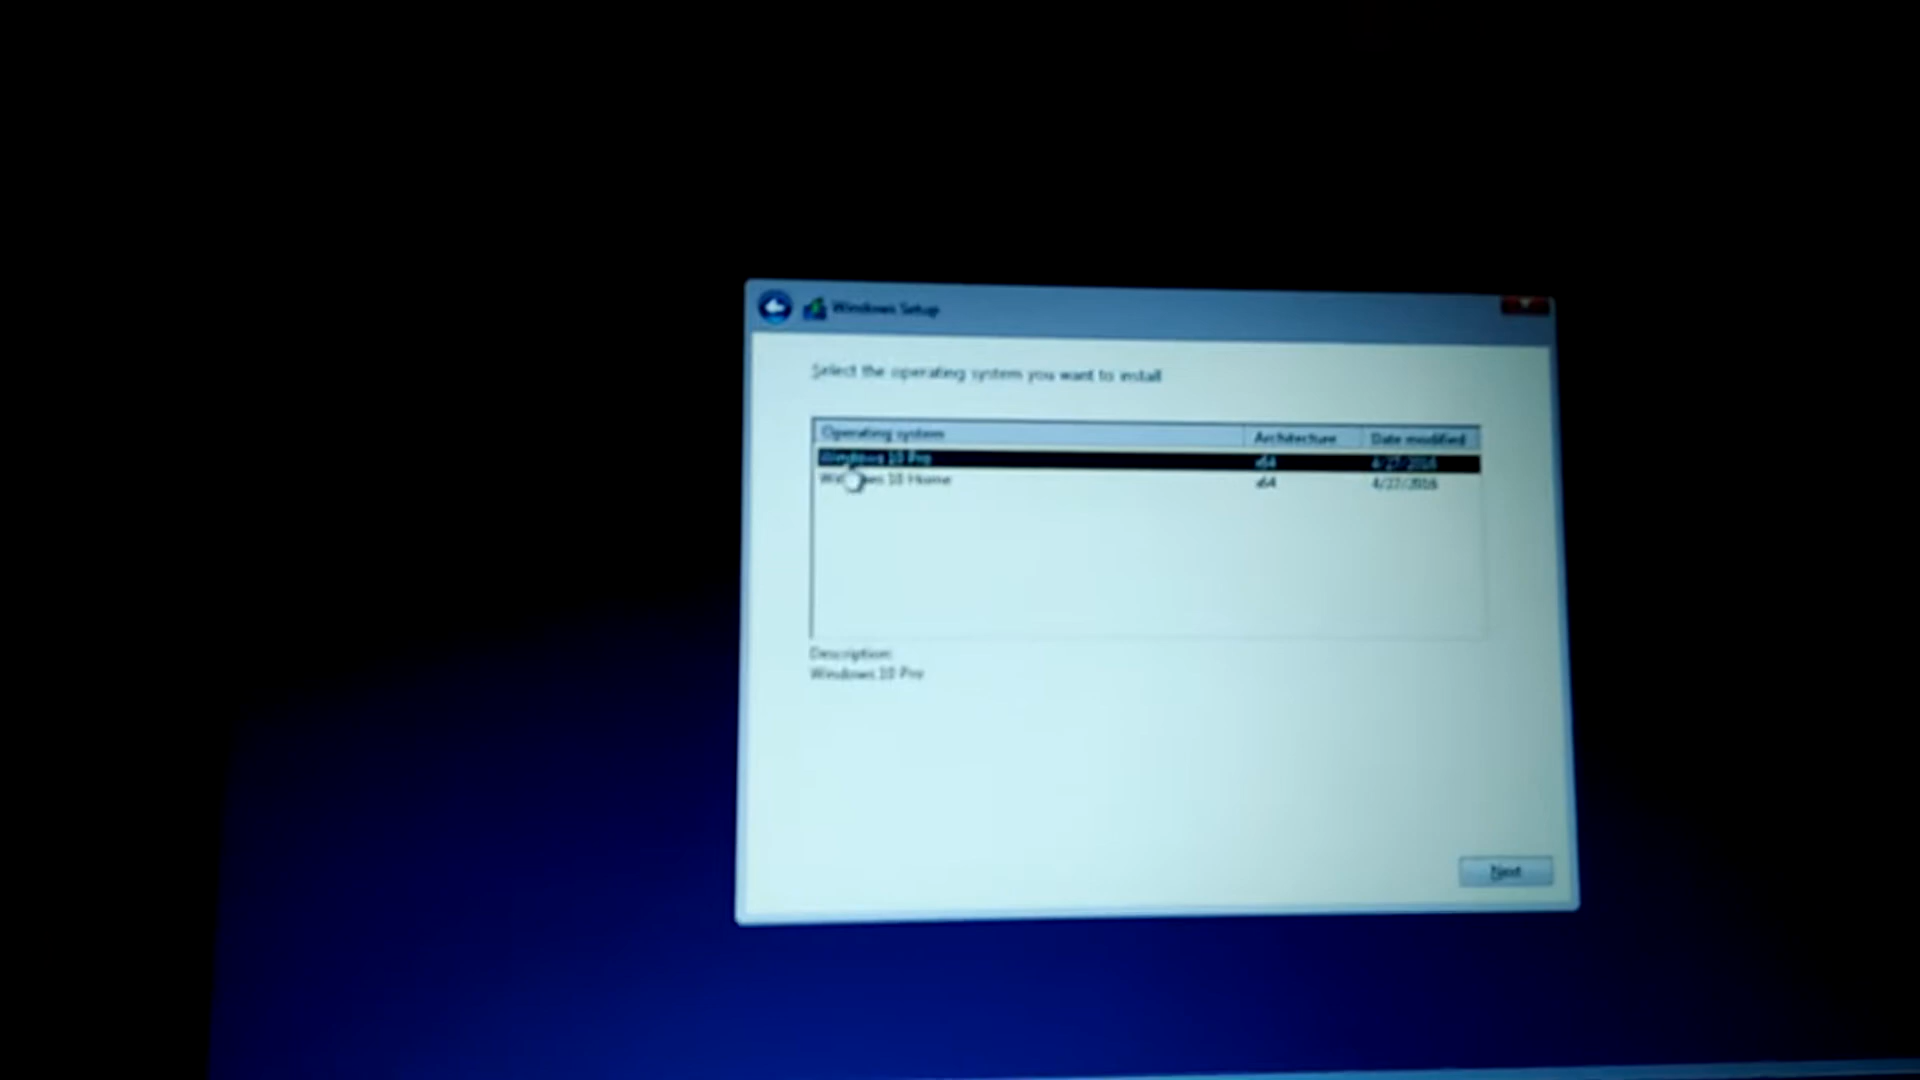 Windows Setup
Select the operating system you want to install
Operating system Architecture Date modified
Windows 10 Pro x64 4/27/2016
Windows 10 Home x64 4/27/2016
Description:
Windows 10 Pro
Next